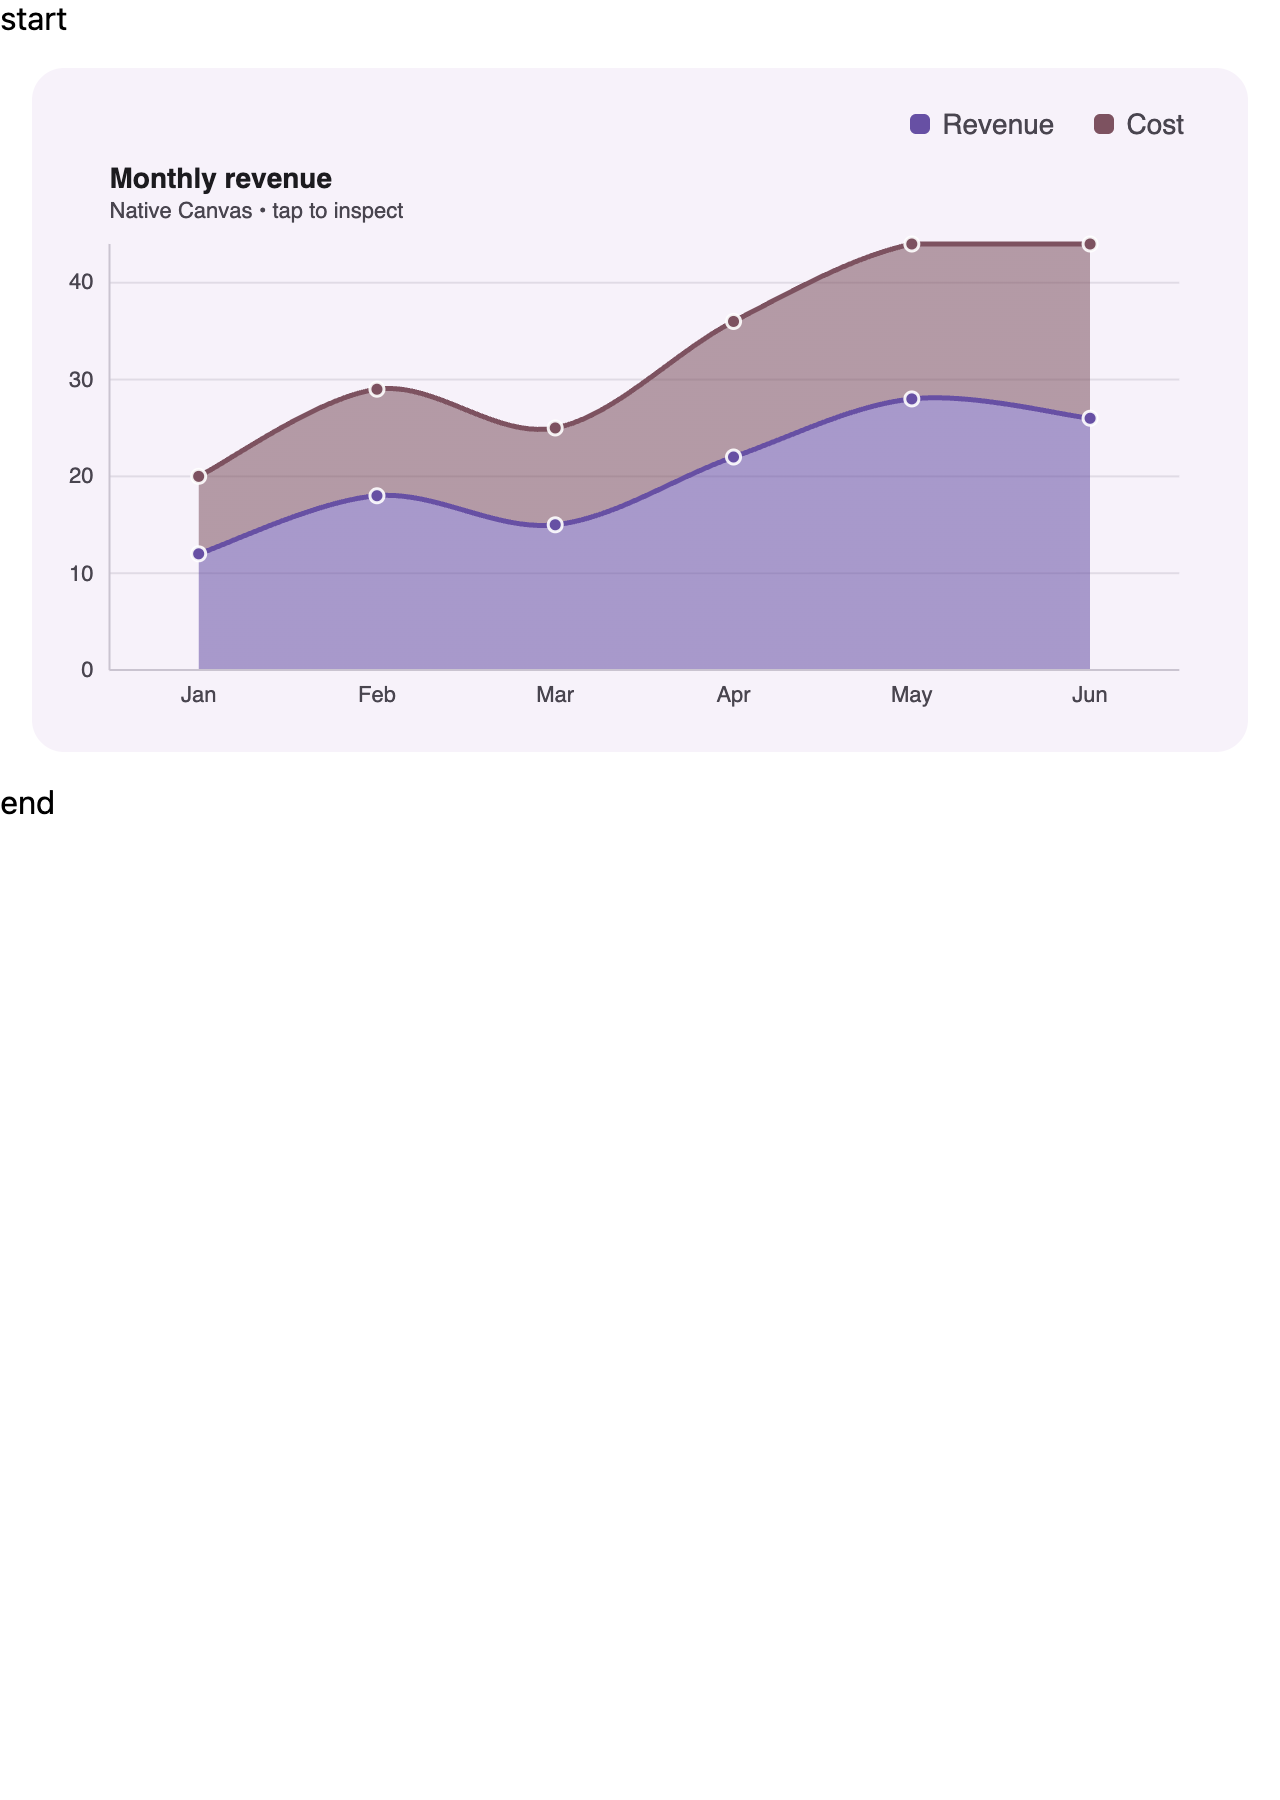 start
Revenue Cost
Monthly revenue
Native Canvas • tap to inspect
40
30
20
10
0
Jan Feb Mar Apr May Jun
end